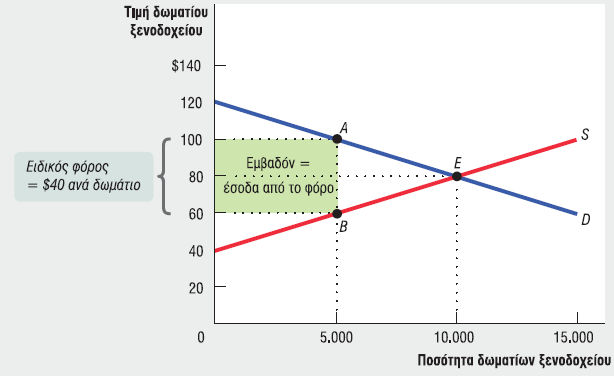 Τιμή δωματίου
ξενοδοχείου
$140
120
100
80
60
40
20
0
5.000
10.000
15.000
Ποσότητα δωματίων ξενοδοχείου
Ειδικός φόρος
= $40 ανά δωμάτιο
Εμβαδόν =
έσοδα από το φόρο
A
B
E
S
D